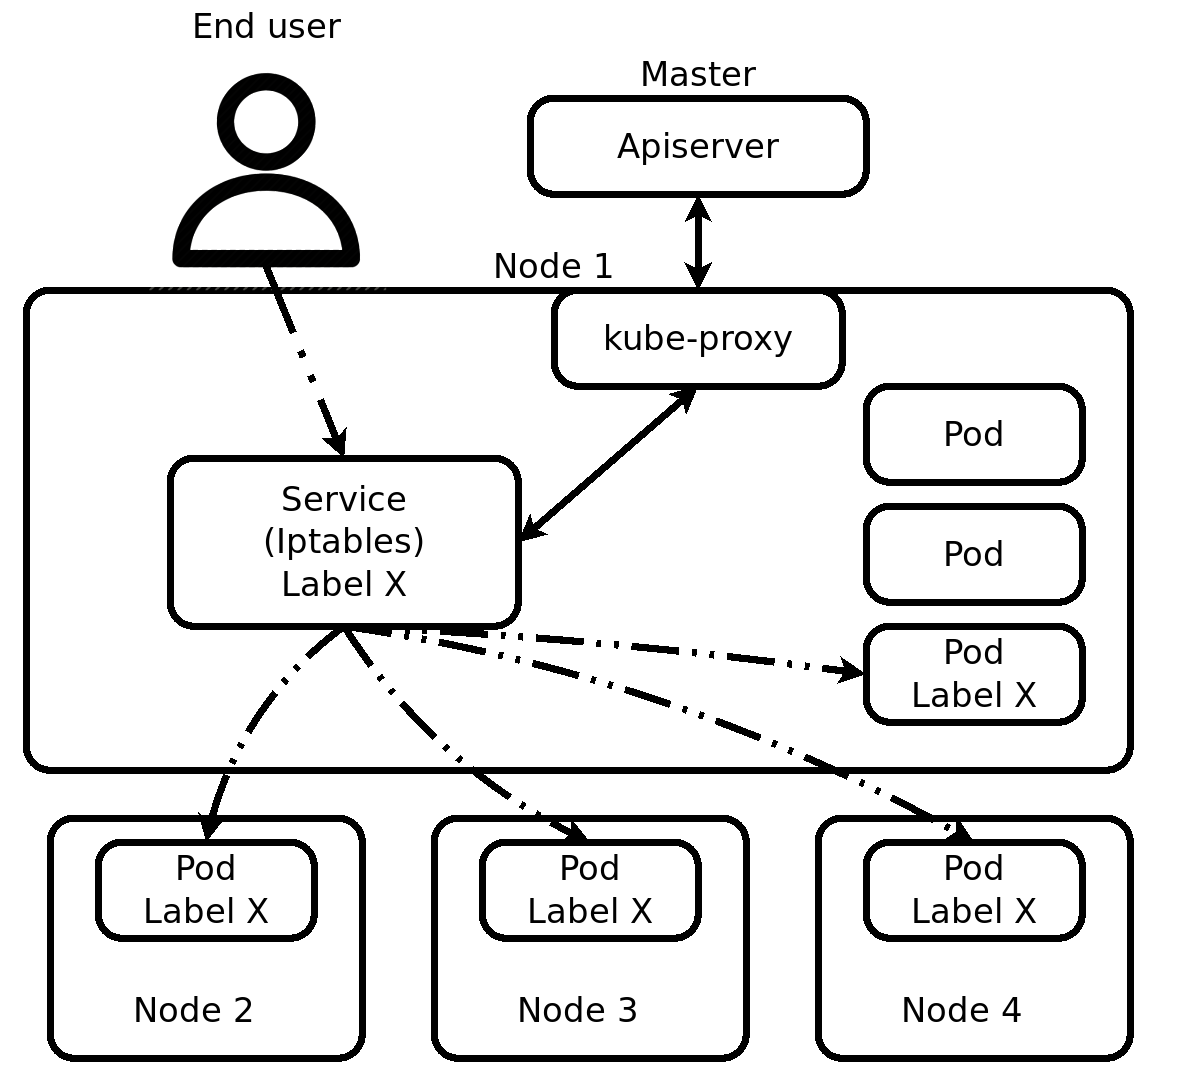 End user
Master
Apiserver
Node 1
kube-proxy
Pod
Service
(Iptables)
Label X
Pod
Pod
Label X
Pod
Label X
Node 2
Pod
Label X
Node 3
Pod
Label X
Node 4